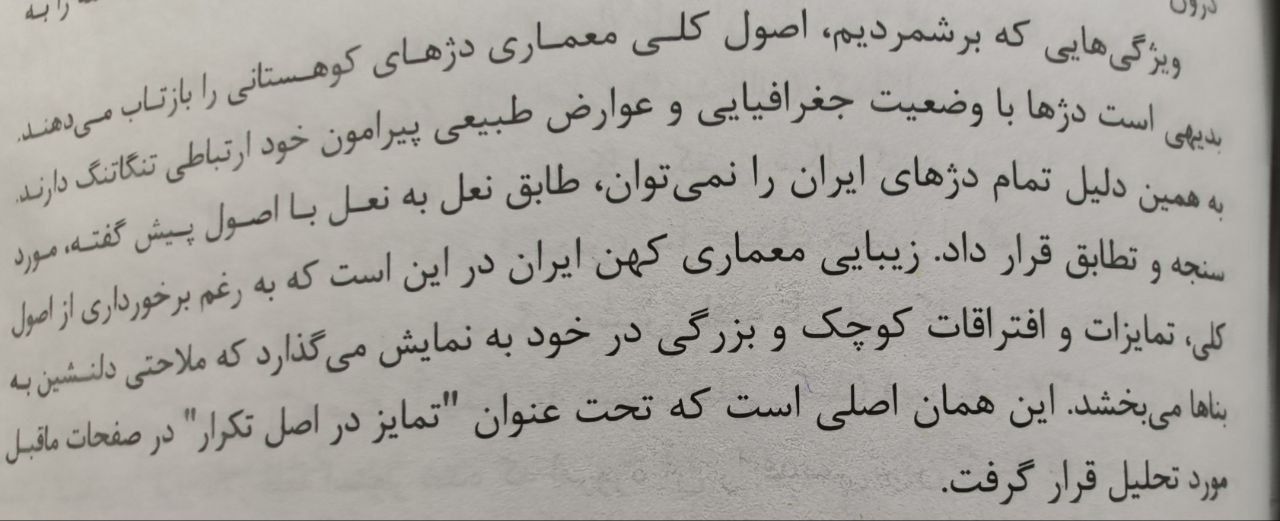 درون
را به
ویژگی‌هایی که برشمردیم، اصول کلی معماری دژهای کوهستانی را بازتاب می‌دهند.
بدیهی است دژها با وضعیت جغرافیایی و عوارض طبیعی پیرامون خود ارتباطی تنگاتنگ دارند.
به همین دلیل تمام دژهای ایران را نمی‌توان، طابق نعل به نعل با اصول پیش گفته، مورد
سنجه و تطابق قرار داد. زیبایی معماری کهن ایران در این است که به رغم برخورداری از اصول
کلی، تمایزات و افتراقات کوچک و بزرگی در خود به نمایش می‌گذارد که ملاحتی دلنشین به
بناها می‌بخشد. این همان اصلی است که تحت عنوان "تمایز در اصل تکرار" در صفحات ماقبل
مورد تحلیل قرار گرفت.